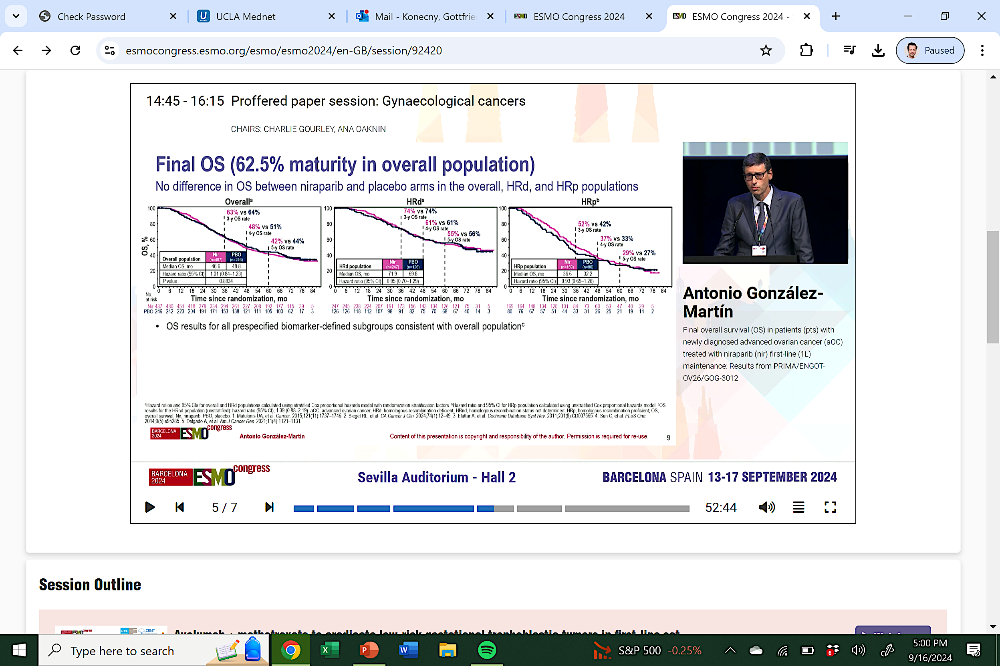 Check Password
UCLA Mednet
Mail - Konecny, Gottfrie
ESMO Congress 2024
ESMO Congress 2024 -
esmocongress.esmo.org/esmo/esmo2024/en-GB/session/92420
Paused
14:45 - 16:15 Proffered paper session: Gynaecological cancers
CHAIRS: CHARLIE GOURLEY, ANA OAKNIN
Final OS (62.5% maturity in overall population)
No difference in OS between niraparib and placebo arms in the overall, HRd, and HRp populations
Overallᵃ
OS, %
100
80
60
40
20
0
63% vs 64%
3-y OS rate
48% vs 51%
4-y OS rate
42% vs 44%
5-y OS rate
Overall population Nir (n=487) PBO (n=246)
Median OS, mo 46.6 48.8
Hazard ratio (95% CI) 1.01 (0.84–1.23)
P value 0.8834
0 6 12 18 24 30 36 42 48 54 60 66 72 78 84
Time since randomization, mo
No. at risk
Nir 487 480 451 418 378 334 294 261 227 208 192 177 115 39 5
PBO 246 242 223 204 191 171 153 138 121 111 105 100 62 17 3
HRdᵃ
100
80
60
40
20
0
74% vs 74%
3-y OS rate
61% vs 61%
4-y OS rate
55% vs 56%
5-y OS rate
HRd population Nir (n=247) PBO (n=126)
Median OS, mo 71.9 69.8
Hazard ratio (95% CI) 0.95 (0.70–1.29)
0 6 12 18 24 30 36 42 48 54 60 66 72 78 84
Time since randomization, mo
247 245 238 224 207 191 173 156 143 134 126 121 75 31 5
126 126 118 112 107 98 91 82 75 70 68 67 40 14 3
HRpᵇ
100
80
60
40
20
0
52% vs 42%
3-y OS rate
37% vs 33%
4-y OS rate
29% vs 27%
5-y OS rate
HRp population Nir (n=169) PBO (n=80)
Median OS, mo 36.6 32.2
Hazard ratio (95% CI) 0.93 (0.69–1.26)
0 6 12 18 24 30 36 42 48 54 60 66 72 78 84
Time since randomization, mo
169 164 148 134 120 101 84 73 60 53 47 40 29 5
80 76 67 57 51 44 33 31 26 25 21 19 14 2
• OS results for all prespecified biomarker-defined subgroups consistent with overall populationᶜ
ᵃHazard ratios and 95% CIs for overall and HRd populations calculated using stratified Cox proportional hazards model with randomization stratification factors. ᵇHazard ratio and 95% CI for HRp population calculated using unstratified Cox proportional hazards model. ᶜOS
results for the HRnd population (unstratified): hazard ratio (95% CI), 1.39 (0.88–2.19). aOC, advanced ovarian cancer; HRd, homologous recombination deficient; HRnd, homologous recombination status not determined; HRp, homologous recombination proficient; OS,
overall survival; Nir, niraparib; PBO, placebo. 1. Matulonis UA, et al. Cancer. 2015;121(11):1737–1746. 2. Siegel RL, et al. CA Cancer J Clin. 2024;74(1):12–49. 3. Elattar A, et al. Cochrane Database Syst Rev. 2011;201(8):CD007565. 4. Sun C, et al. PLoS One.
2014;9(5):e95285. 5. Delgado A, et al. Am J Cancer Res. 2021;11(4):1121–1131.
BARCELONA 2024 ESMO congress
Antonio González-Martin
Content of this presentation is copyright and responsibility of the author. Permission is required for re-use.
9
Antonio González-
Martín
Final overall survival (OS) in patients (pts) with
newly diagnosed advanced ovarian cancer (aOC)
treated with niraparib (nir) first-line (1L)
maintenance: Results from PRIMA/ENGOT-
OV26/GOG-3012
BARCELONA 2024 ESMO congress
Sevilla Auditorium - Hall 2
BARCELONA SPAIN 13-17 SEPTEMBER 2024
5 / 7
52:44
Session Outline
HCL
CRMT
Avelumab + methotrexate to eradicate low-risk gestational trophoblastic tumors in first-line set
Type here to search
S&P 500 -0.25%
6
5:00 PM
9/16/2024